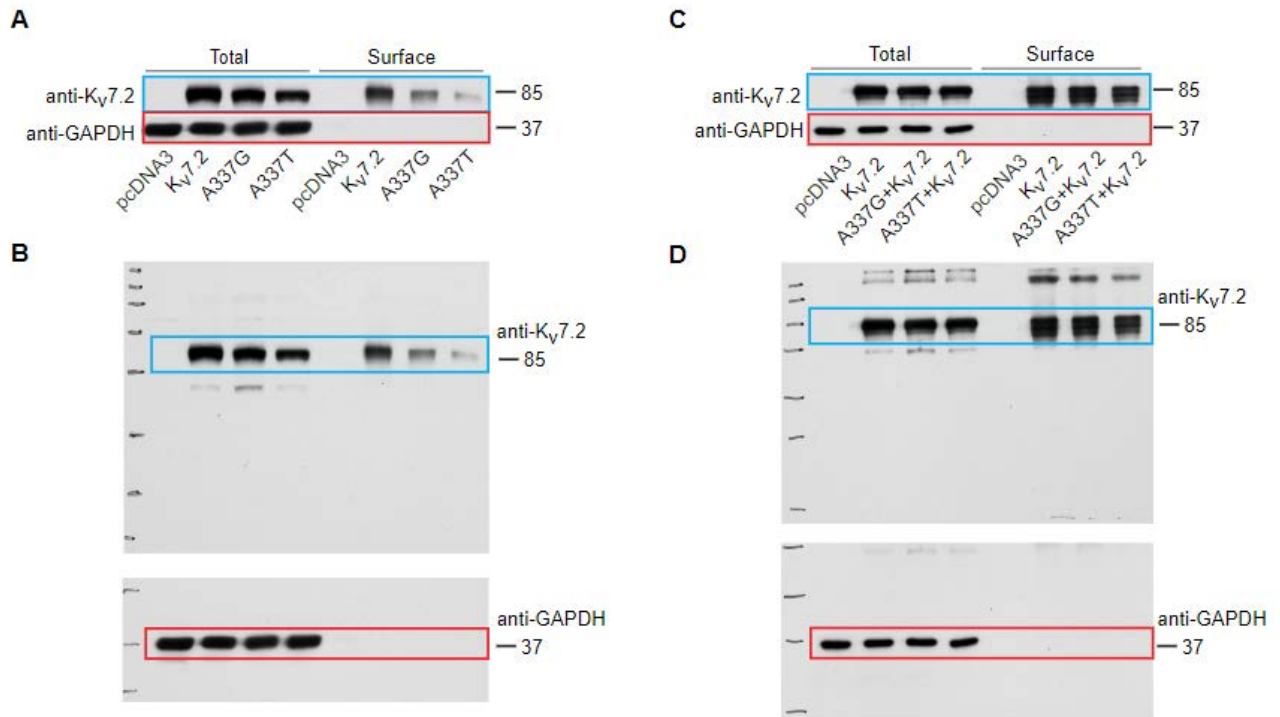 A
Total Surface
anti-Kv7.2 85
anti-GAPDH 37
pcDNA3 Kv7.2 A337G A337T pcDNA3 Kv7.2 A337G A337T
B
anti-Kv7.2
85
anti-GAPDH
37
C
Total Surface
anti-Kv7.2 85
anti-GAPDH 37
pcDNA3 Kv7.2 A337G+Kv7.2 A337T+Kv7.2 pcDNA3 Kv7.2 A337G+Kv7.2 A337T+Kv7.2
D
anti-Kv7.2
85
anti-GAPDH
37